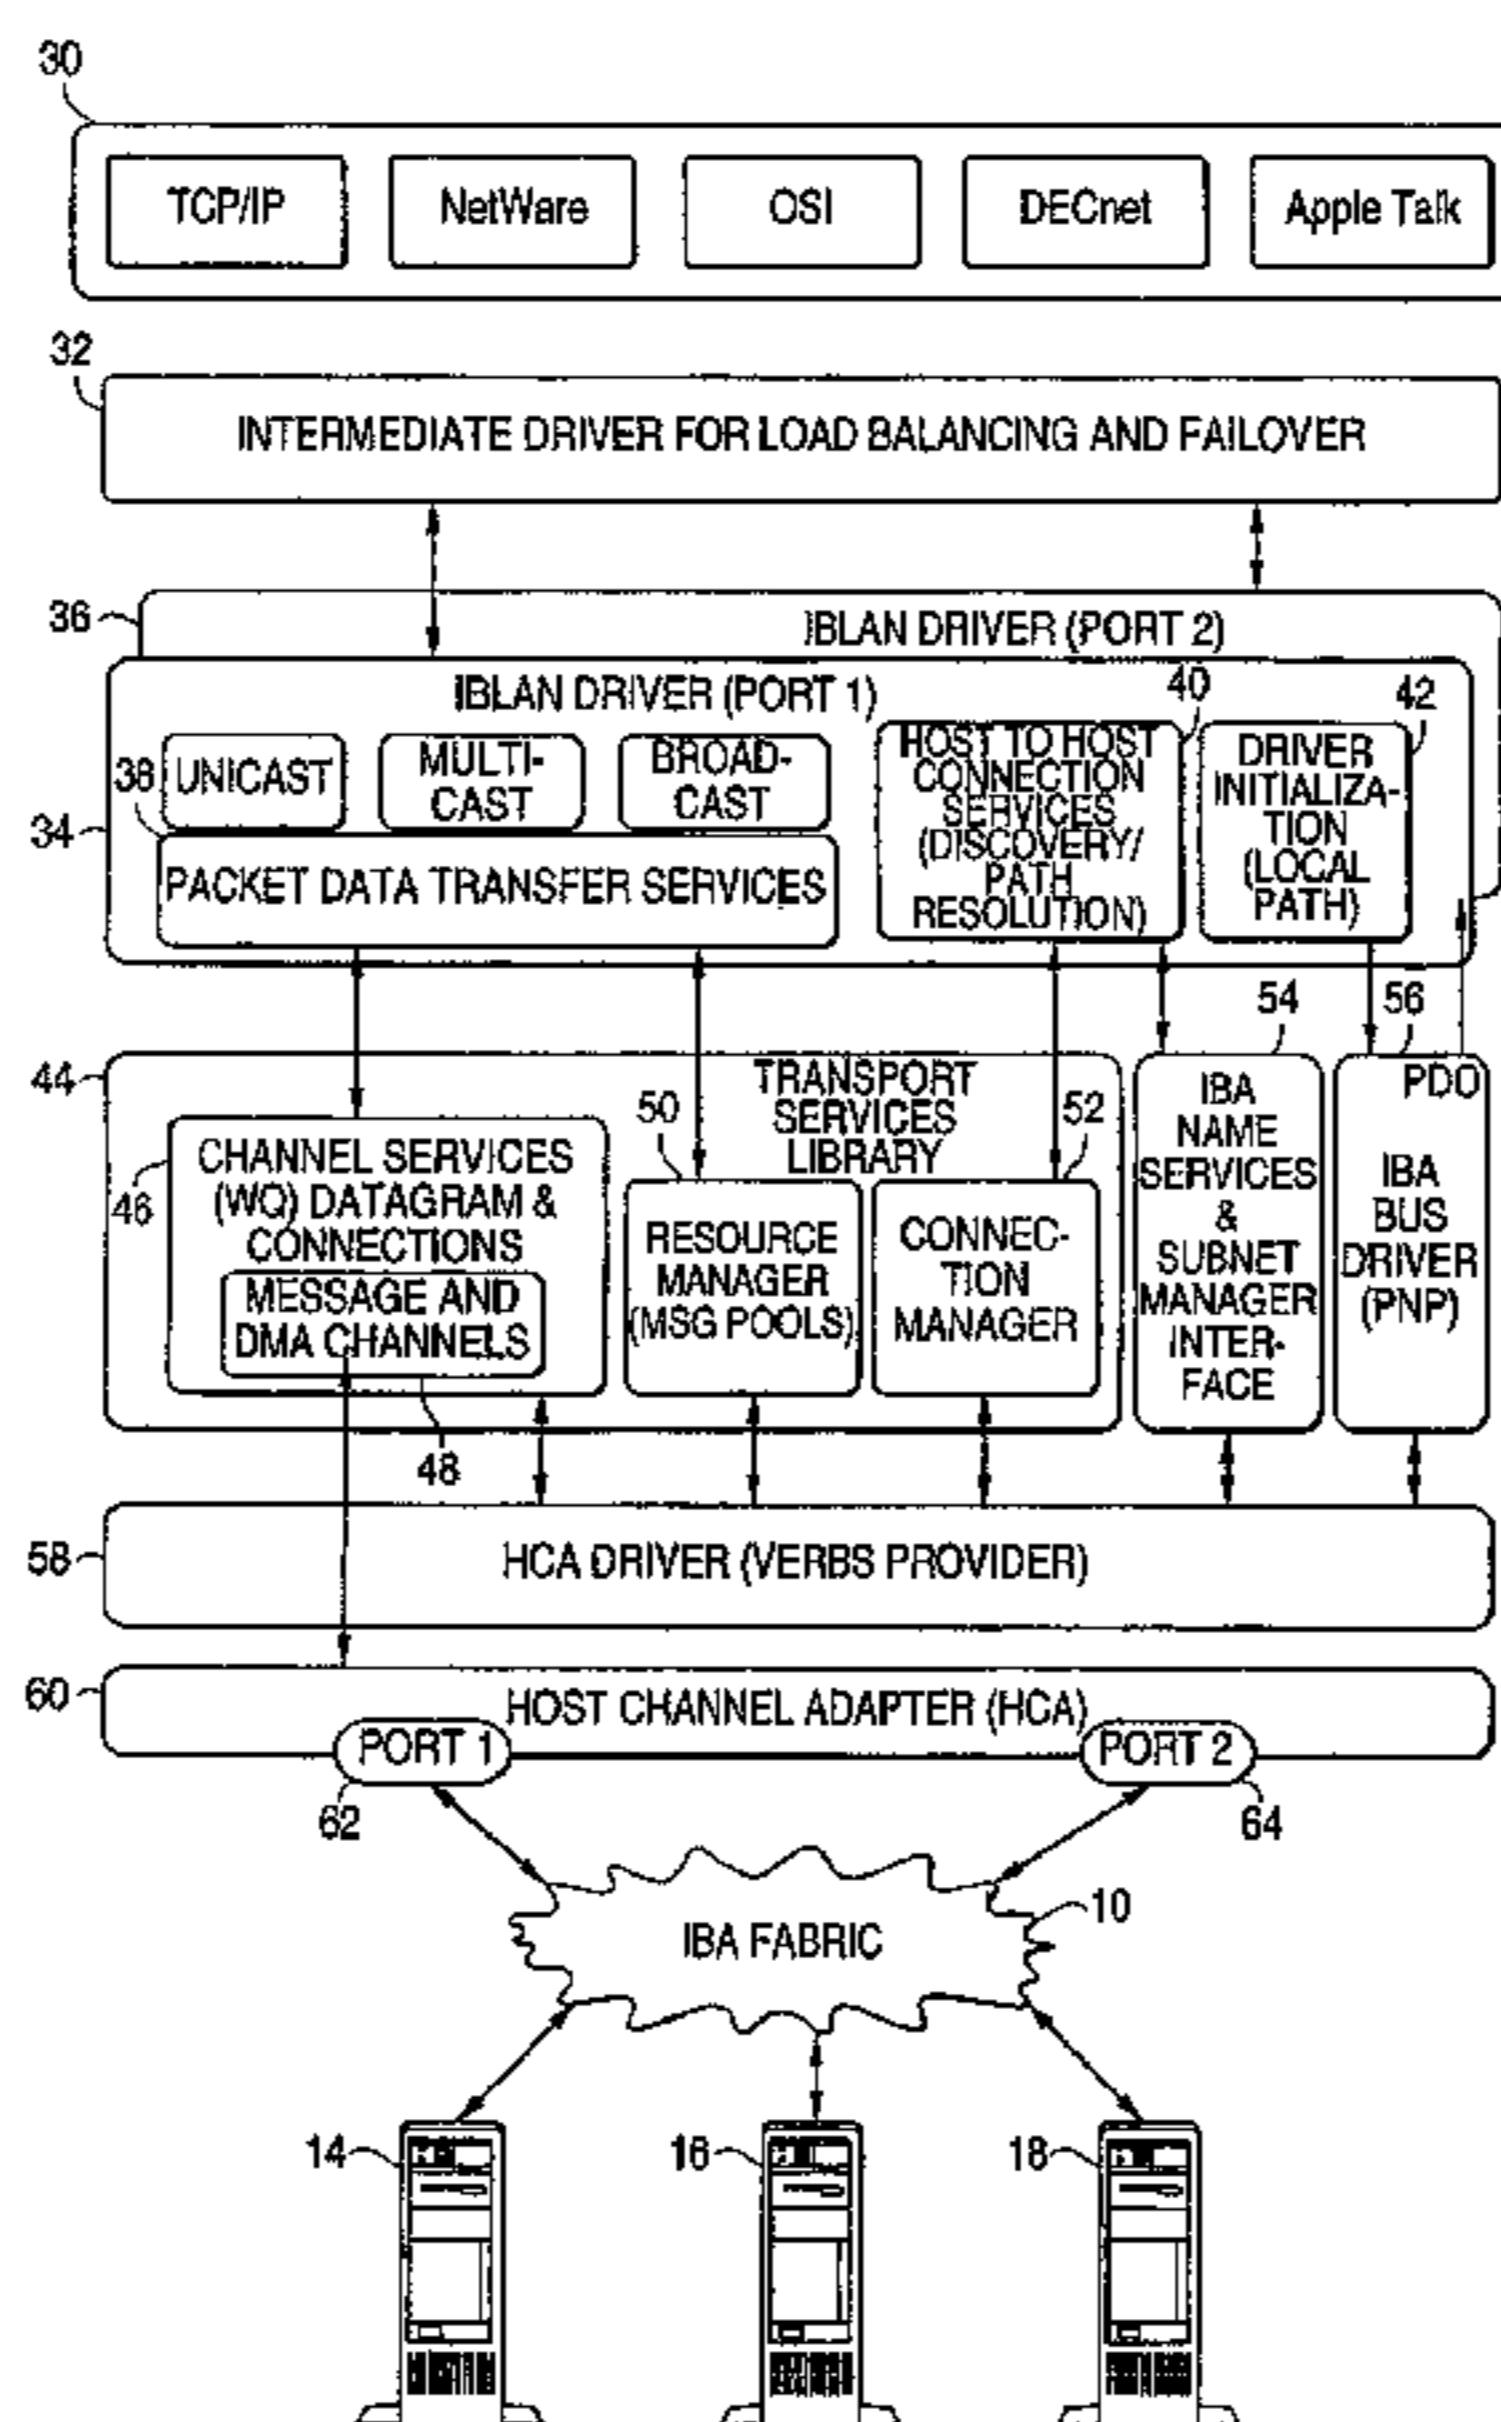 30
TCP/IP
NetWare
OSI
DECnet
Apple Talk
32
INTERMEDIATE DRIVER FOR LOAD BALANCING AND FAILOVER
36
IBLAN DRIVER (PORT 2)
IBLAN DRIVER (PORT 1)
40
42
38
34
UNICAST
MULTI-
CAST
BROAD-
CAST
PACKET DATA TRANSFER SERVICES
HOST TO HOST
CONNECTION
SERVICES
(DISCOVERY/
PATH
RESOLUTION)
DRIVER
INITIALIZA-
TION
(LOCAL
PATH)
54
56
44
TRANSPORT
SERVICES
LIBRARY
50
52
46
CHANNEL SERVICES
(WQ) DATAGRAM &
CONNECTIONS
MESSAGE AND
DMA CHANNELS
48
RESOURCE
MANAGER
(MSG POOLS)
CONNEC-
TION
MANAGER
IBA
NAME
SERVICES
&
SUBNET
MANAGER
INTER-
FACE
PDO
IBA
BUS
DRIVER
(PNP)
58
HCA DRIVER (VERBS PROVIDER)
60
HOST CHANNEL ADAPTER (HCA)
PORT 1
PORT 2
62
64
IBA FABRIC
10
14
16
18